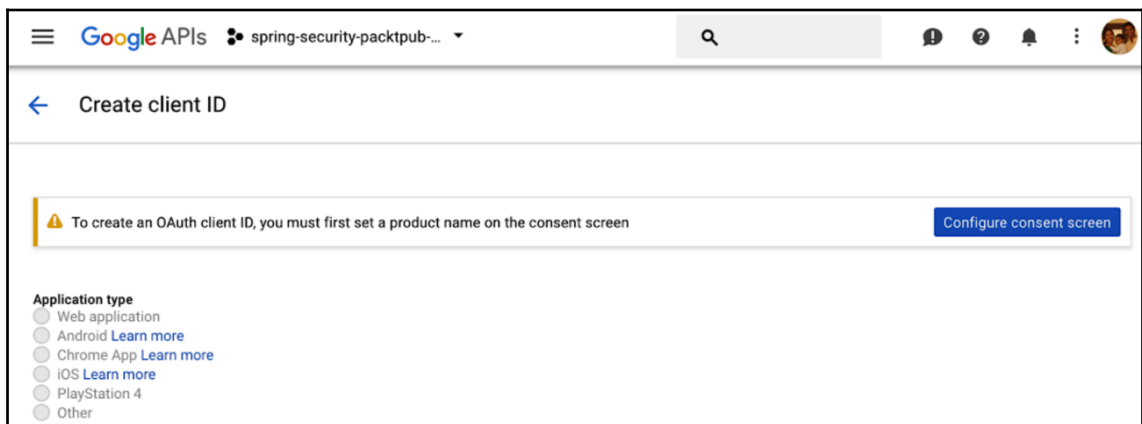 Google APIs spring-security-packtpub-...
Create client ID
To create an OAuth client ID, you must first set a product name on the consent screen Configure consent screen
Application type
Web application
Android Learn more
Chrome App Learn more
iOS Learn more
PlayStation 4
Other